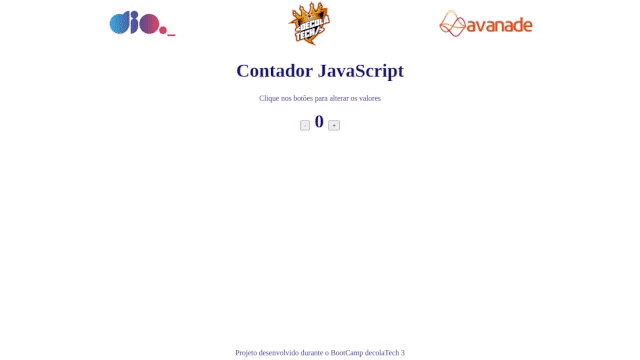 dio._
DECOLA
TECH/>
avanade
Contador JavaScript
Clique nos botões para alterar os valores
- 0 +
Projeto desenvolvido durante o BootCamp decolaTech 3